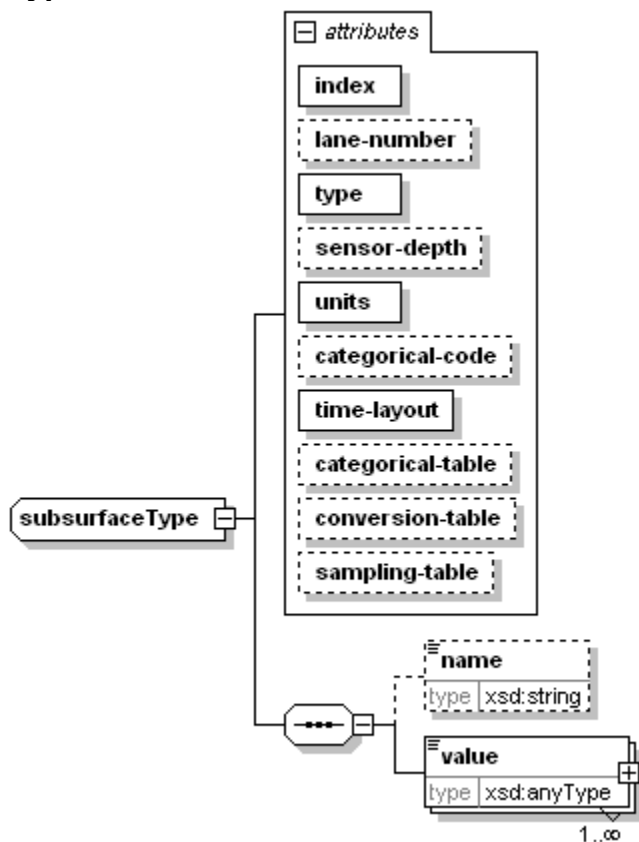 attributes
index
lane-number
type
sensor-depth
units
categorical-code
time-layout
categorical-table
conversion-table
sampling-table
subsurfaceType
name
type xsd:string
value
type xsd:anyType
1..∞